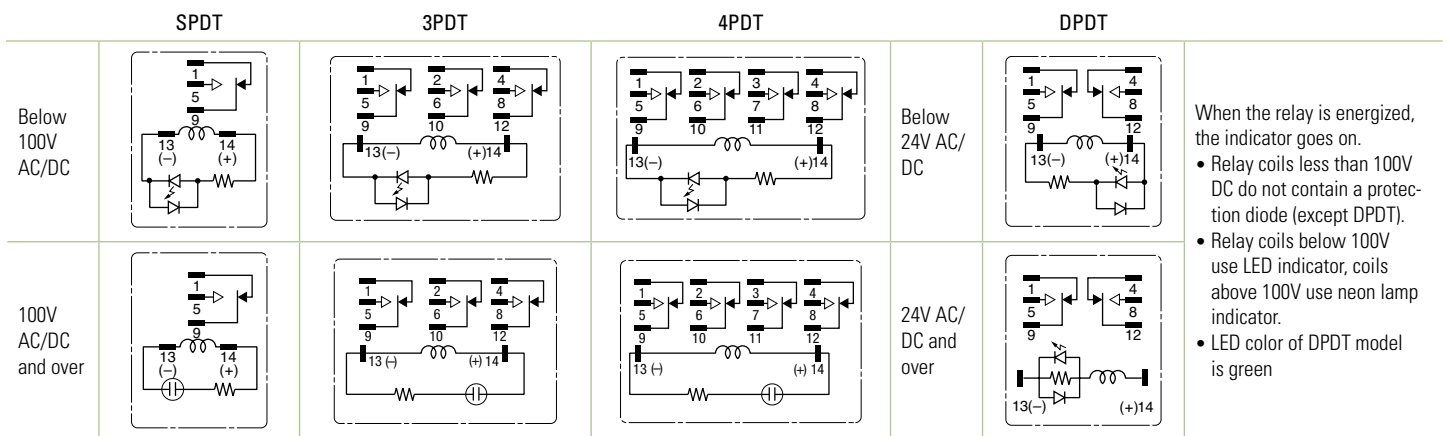 SPDT 3PDT 4PDT DPDT
Below
100V
AC/DC
1
5
9
13 14
(–) (+)
1 2 4
5 6 8
9 10 12
13(–) (+)14
1 2 3 4
5 6 7 8
9 10 11 12
13(–) (+)14
Below
24V AC/
DC
1 4
5 8
9 12
13(–) (+)14
100V
AC/DC
and over
1
5
9
13 14
(–) (+)
1 2 4
5 6 8
9 10 12
13 (–) (+) 14
1 2 3 4
5 6 7 8
9 10 11 12
13 (–) (+) 14
24V AC/
DC and
over
1 4
5 8
9 12
13(–) (+)14
When the relay is energized,
the indicator goes on.
• Relay coils less than 100V
DC do not contain a protec-
tion diode (except DPDT).
• Relay coils below 100V
use LED indicator, coils
above 100V use neon lamp
indicator.
• LED color of DPDT model
is green